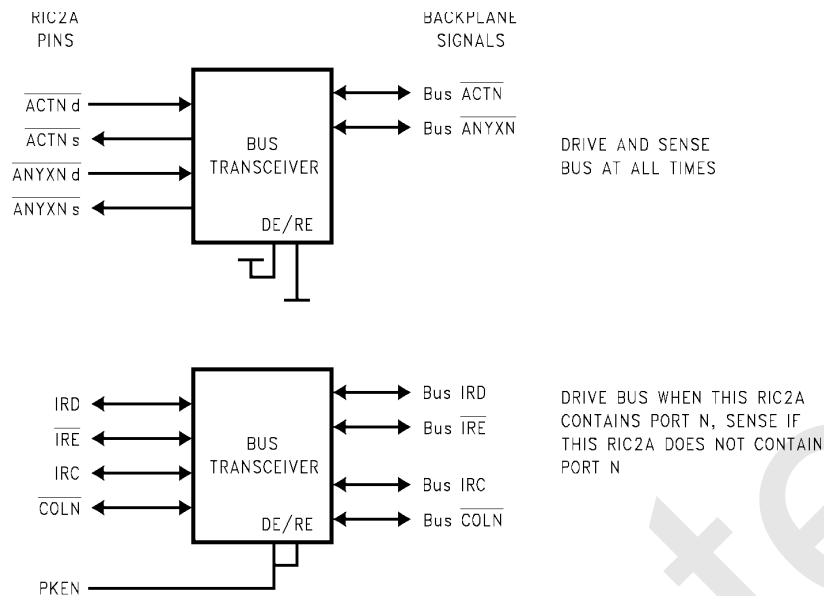 RIC2A
PINS
BACKPLANE
SIGNALS
ACTN d
ACTN s
ANYXN d
ANYXN s
BUS
TRANSCEIVER
DE/RE
Bus ACTN
Bus ANYXN
DRIVE AND SENSE
BUS AT ALL TIMES
IRD
IRE
IRC
COLN
PKEN
BUS
TRANSCEIVER
DE/RE
Bus IRD
Bus IRE
Bus IRC
Bus COLN
DRIVE BUS WHEN THIS RIC2A
CONTAINS PORT N, SENSE IF
THIS RIC2A DOES NOT CONTAIN
PORT N